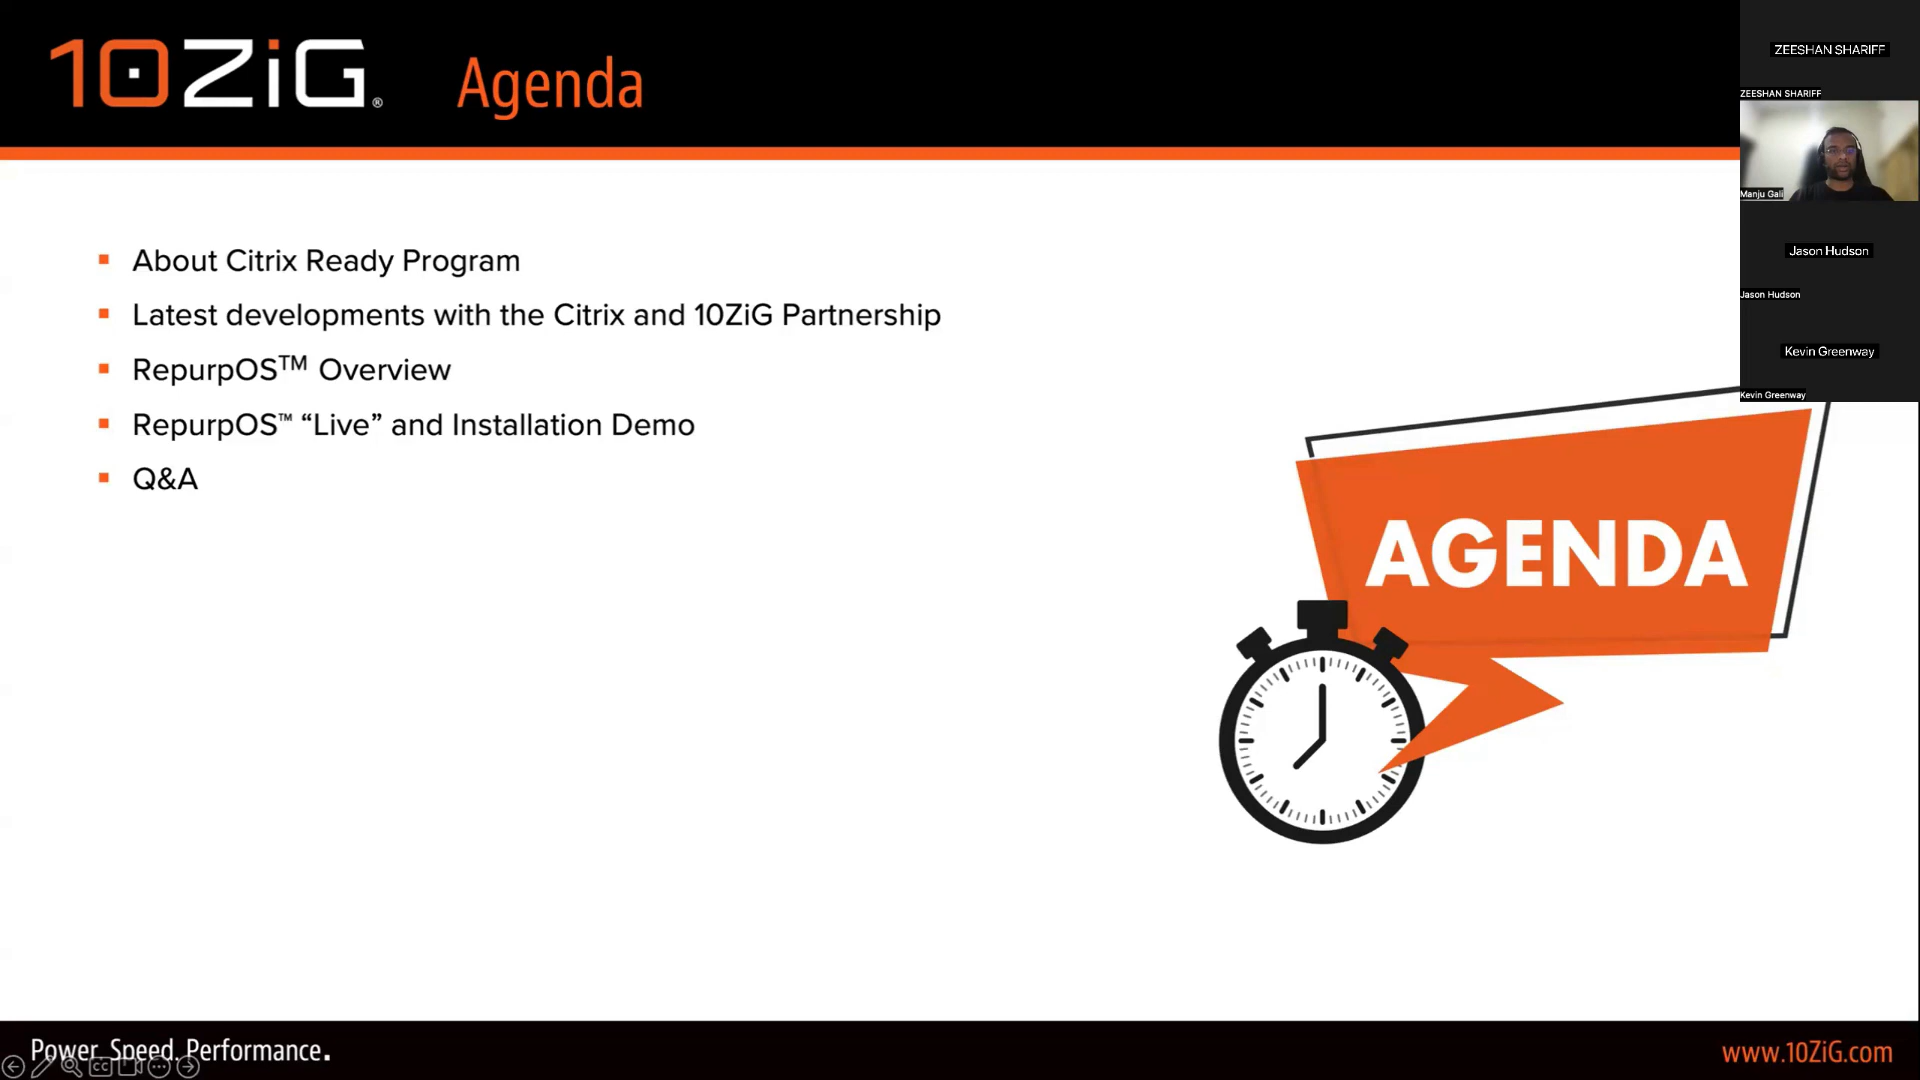 10ZiG® Agenda
ZEESHAN SHARIFF
ZEESHAN SHARIFF
Manju Gali
Jason Hudson
Jason Hudson
Kevin Greenway
Kevin Greenway
About Citrix Ready Program
Latest developments with the Citrix and 10ZiG Partnership
RepurpOS™ Overview
RepurpOS™ “Live” and Installation Demo
Q&A
AGENDA
Power. Speed. Performance.
CC
www.10ZiG.com